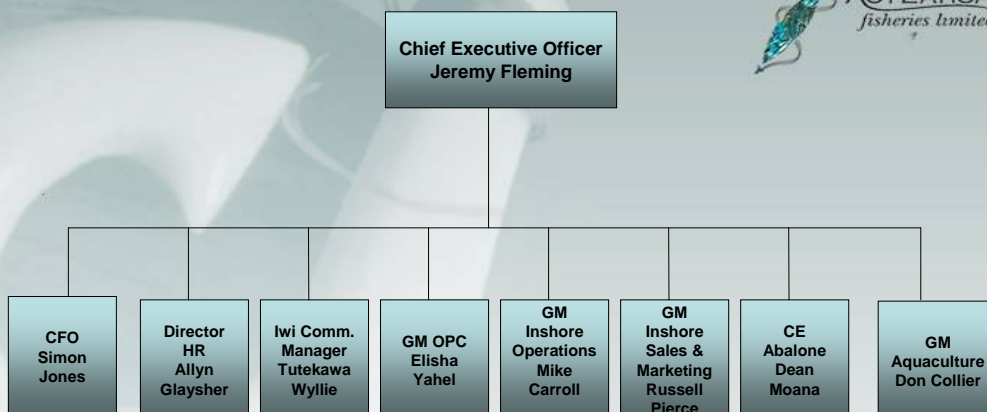 fisheries limited
Chief Executive Officer
Jeremy Fleming
CFO
Simon
Jones
Director
HR
Allyn
Glaysher
Iwi Comm.
Manager
Tutekawa
Wyllie
GM OPC
Elisha
Yahel
GM
Inshore
Operations
Mike
Carroll
GM
Inshore
Sales &
Marketing
Russell
Pierce
CE
Abalone
Dean
Moana
GM
Aquaculture
Don Collier